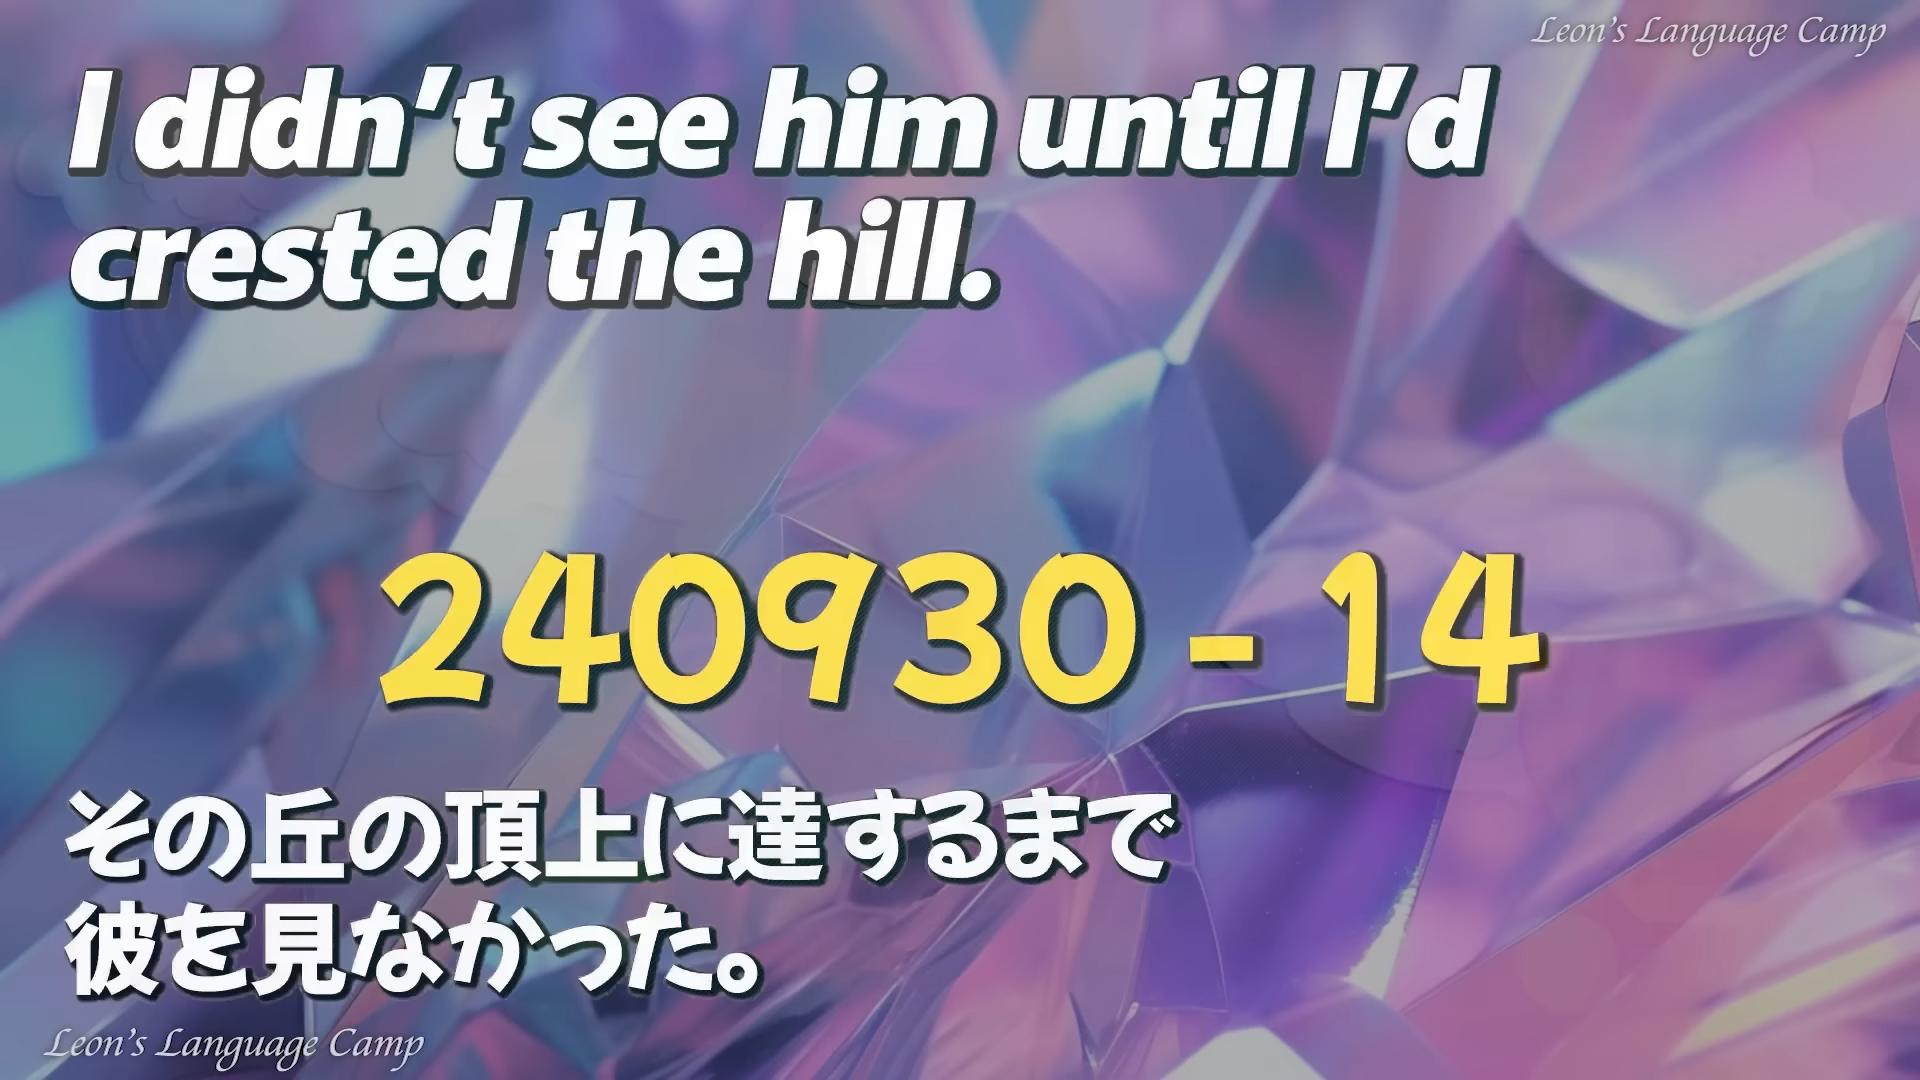 Leon's Language Camp
I didn't see him until I'd
crested the hill.
240930 - 14
その丘の頂上に達するまで
彼を見なかった。
Leon's Language Camp